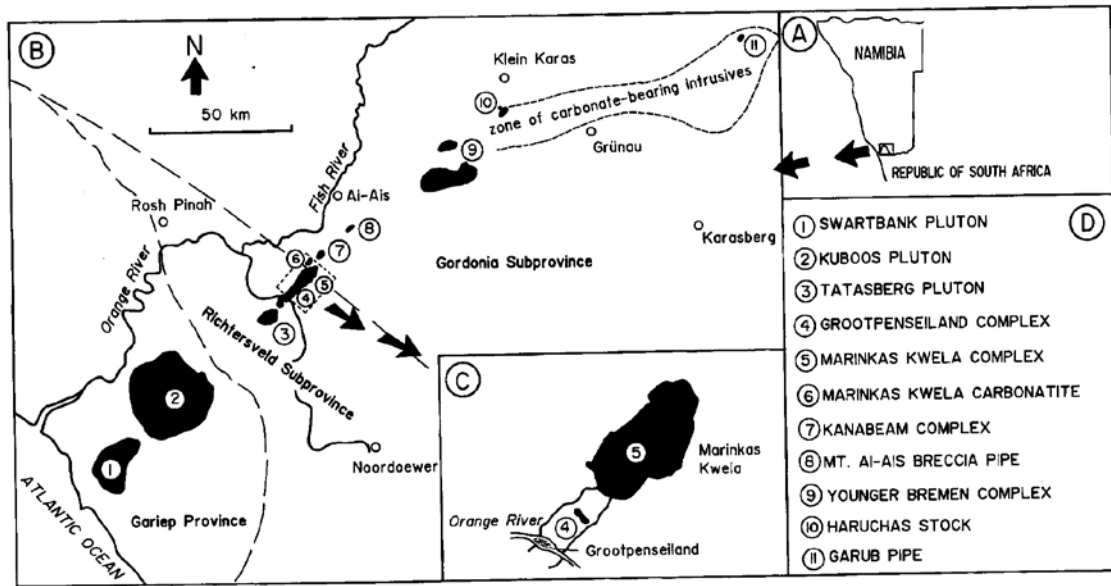 B
N
50 km
Klein Karas
11
10
zone of carbonate-bearing intrusives
9
Grünau
Fish River
Ai-Ais
Rosh Pinah
8
7
6
5
4
3
Karasberg
Gordonia Subprovince
Orange River
Richtersveld Subprovince
2
1
Noordoewer
ATLANTIC OCEAN
Gariep Province
A
NAMIBIA
REPUBLIC OF SOUTH AFRICA
C
5
Marinkas
Kwela
Orange River
4
Grootpenseiland
D
1 SWARTBANK PLUTON
2 KUBOOS PLUTON
3 TATASBERG PLUTON
4 GROOTPENSEILAND COMPLEX
5 MARINKAS KWELA COMPLEX
6 MARINKAS KWELA CARBONATITE
7 KANABEAM COMPLEX
8 MT. AI-AIS BRECCIA PIPE
9 YOUNGER BREMEN COMPLEX
10 HARUCHAS STOCK
11 GARUB PIPE